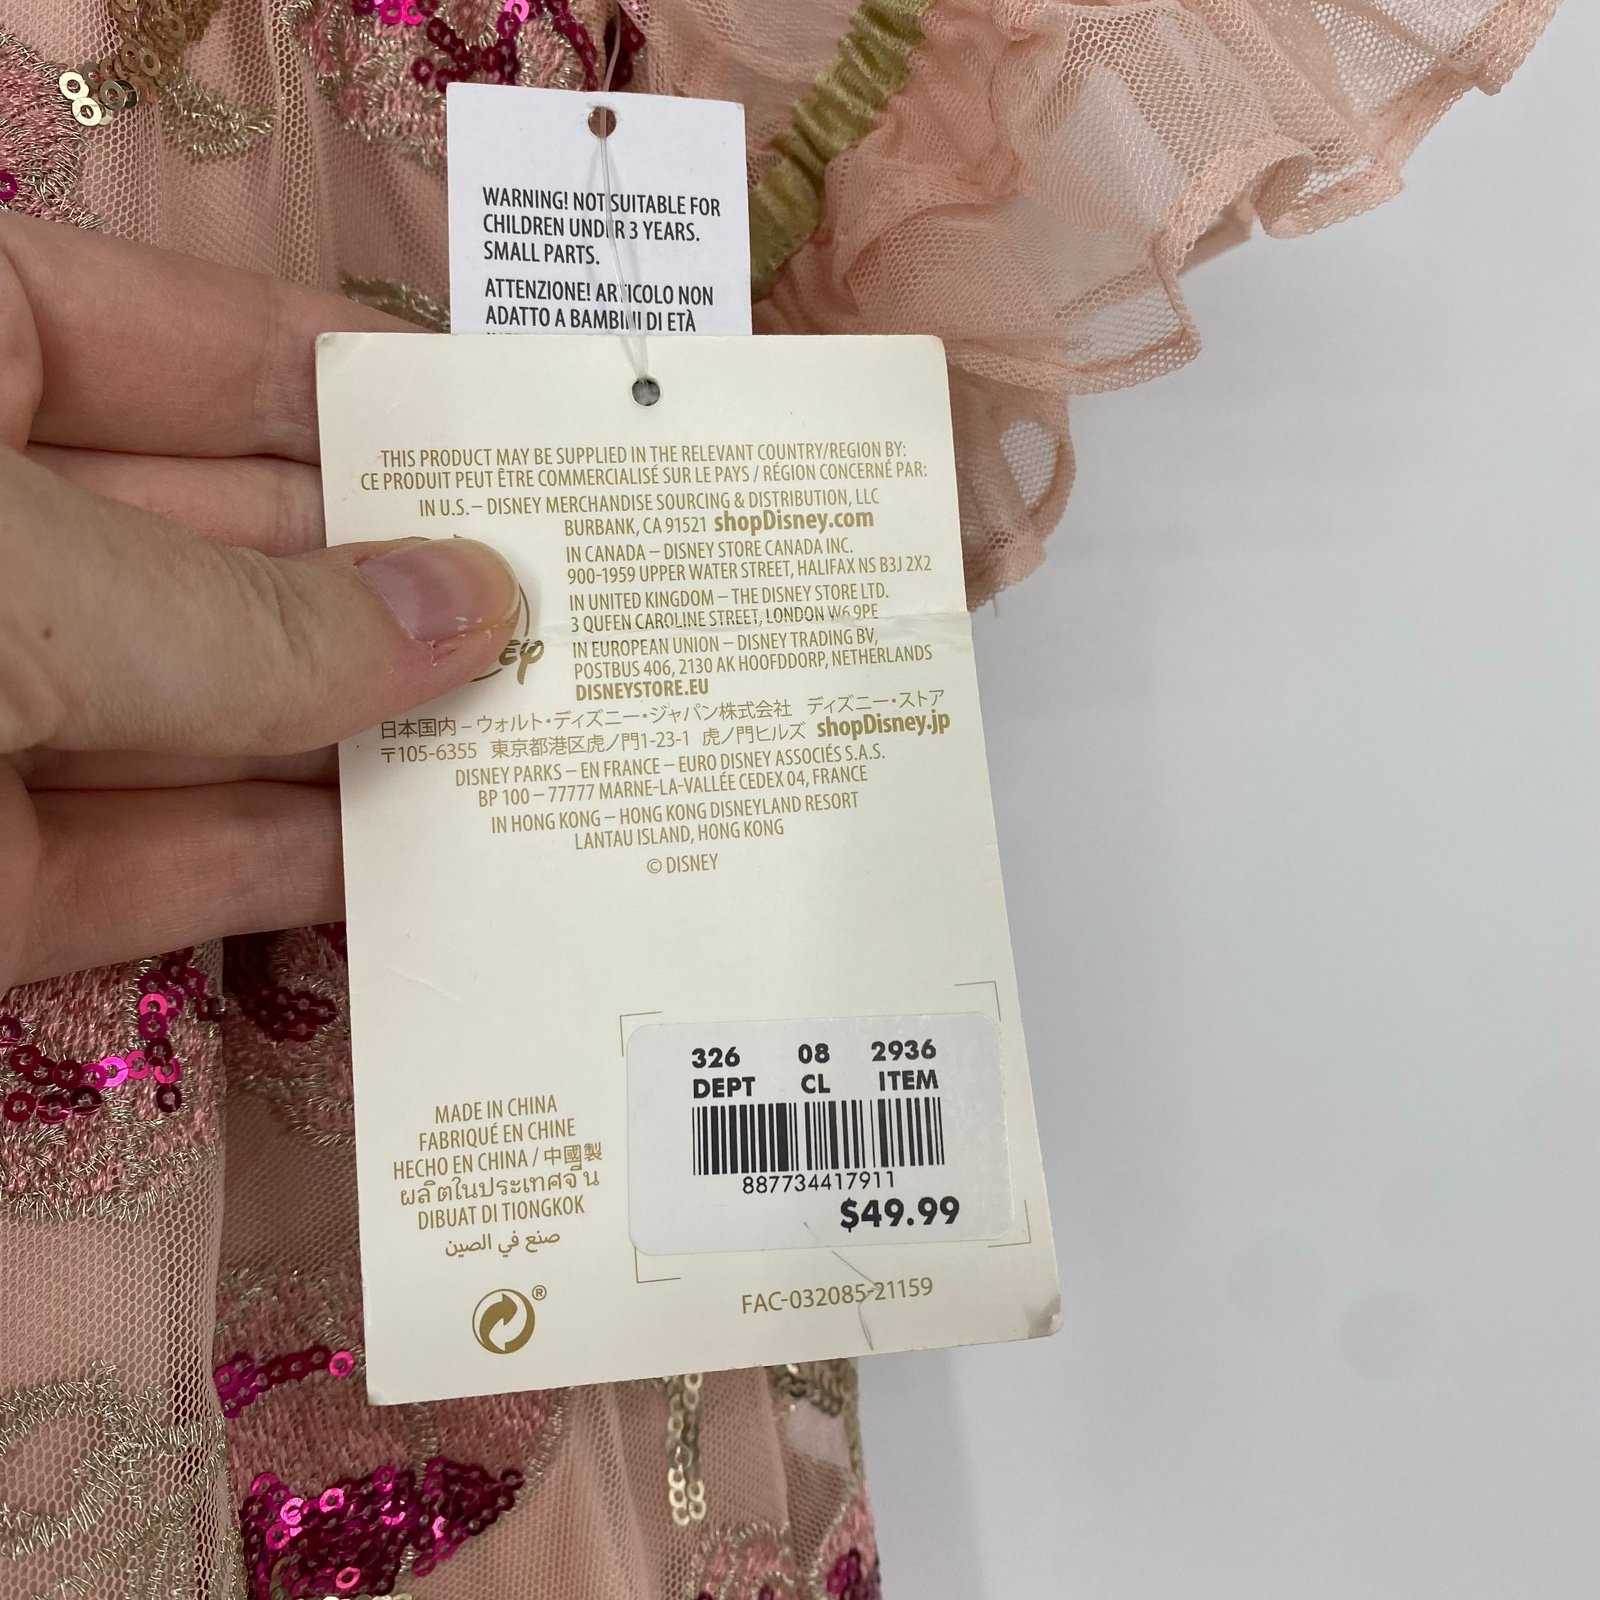 WARNING! NOT SUITABLE FOR
CHILDREN UNDER 3 YEARS.
SMALL PARTS.
ATTENZIONE! ARTICOLO NON
ADATTO A BAMBINI DI ETÀ
THIS PRODUCT MAY BE SUPPLIED IN THE RELEVANT COUNTRY/REGION BY:
CE PRODUIT PEUT ÊTRE COMMERCIALISÉ SUR LE PAYS / RÉGION CONCERNÉ PAR:
IN U.S. – DISNEY MERCHANDISE SOURCING & DISTRIBUTION, LLC
BURBANK, CA 91521 shopDisney.com
IN CANADA – DISNEY STORE CANADA INC.
900-1959 UPPER WATER STREET, HALIFAX NS B3J 2X2
IN UNITED KINGDOM – THE DISNEY STORE LTD.
3 QUEEN CAROLINE STREET, LONDON W6 9PE
IN EUROPEAN UNION – DISNEY TRADING BV,
POSTBUS 406, 2130 AK HOOFDDORP, NETHERLANDS
DISNEYSTORE.EU
日本国内 – ウォルト・ディズニー・ジャパン株式会社 ディズニー・ストア
〒105-6355 東京都港区虎ノ門1-23-1 虎ノ門ヒルズ shopDisney.jp
DISNEY PARKS – EN FRANCE – EURO DISNEY ASSOCIÉS S.A.S.
BP 100 – 77777 MARNE-LA-VALLÉE CEDEX 04, FRANCE
IN HONG KONG – HONG KONG DISNEYLAND RESORT
LANTAU ISLAND, HONG KONG
© DISNEY
326 08 2936
DEPT CL ITEM
887734417911
$49.99
MADE IN CHINA
FABRIQUÉ EN CHINE
HECHO EN CHINA / 中國製
ผลิตในประเทศจีน
DIBUAT DI TIONGKOK
صنع في الصين
®
FAC-032085-21159